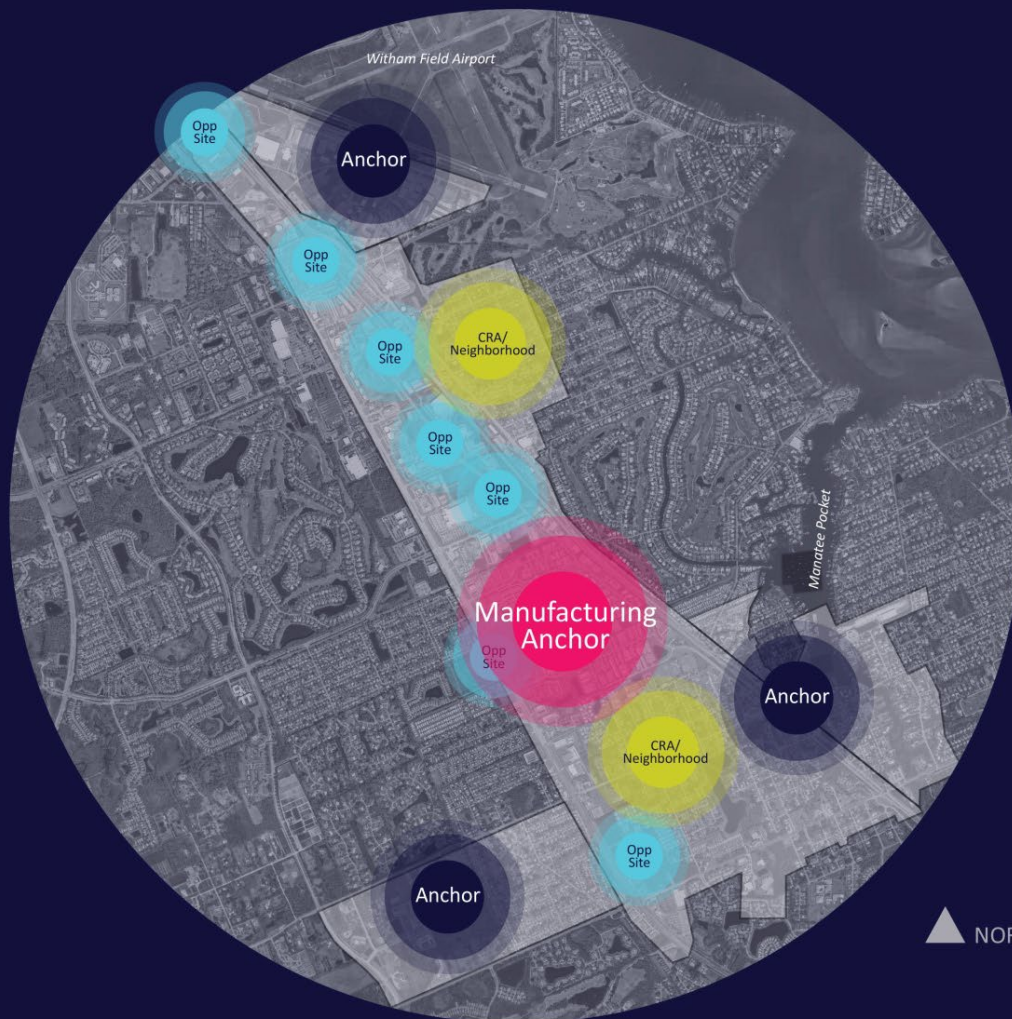 Witham Field Airport
Opp
Site
Anchor
Opp
Site
CRA/
Neighborhood
Opp
Site
Opp
Site
Opp
Site
Manatee Pocket
Manufacturing
Anchor
Opp
Site
Anchor
CRA/
Neighborhood
Opp
Site
Anchor
NOR